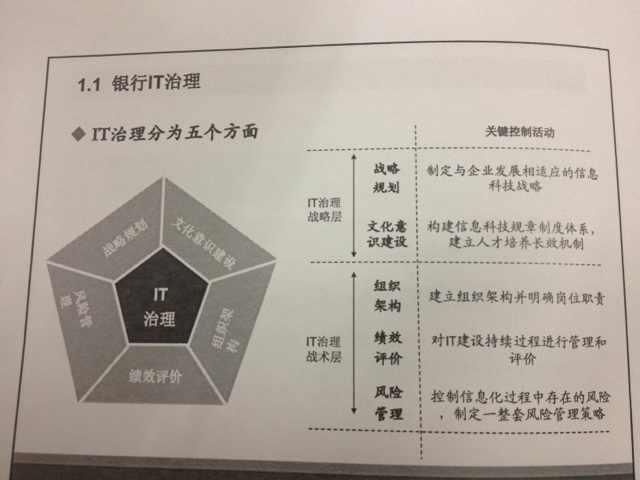 1.1 银行IT治理
◆ IT治理分为五个方面
战略规划
文化意识建设
风险管
理
IT
治理
组织架
构
绩效评价
关键控制活动
IT治理
战略层
战略
规划
制定与企业发展相适应的信息
科技战略
文化意
识建设
构建信息科技规章制度体系，
建立人才培养长效机制
IT治理
战术层
组织
架构
建立组织架构并明确岗位职责
绩效
评价
对IT建设持续过程进行管理和
评价
风险
管理
控制信息化过程中存在的风险
，制定一整套风险管理策略